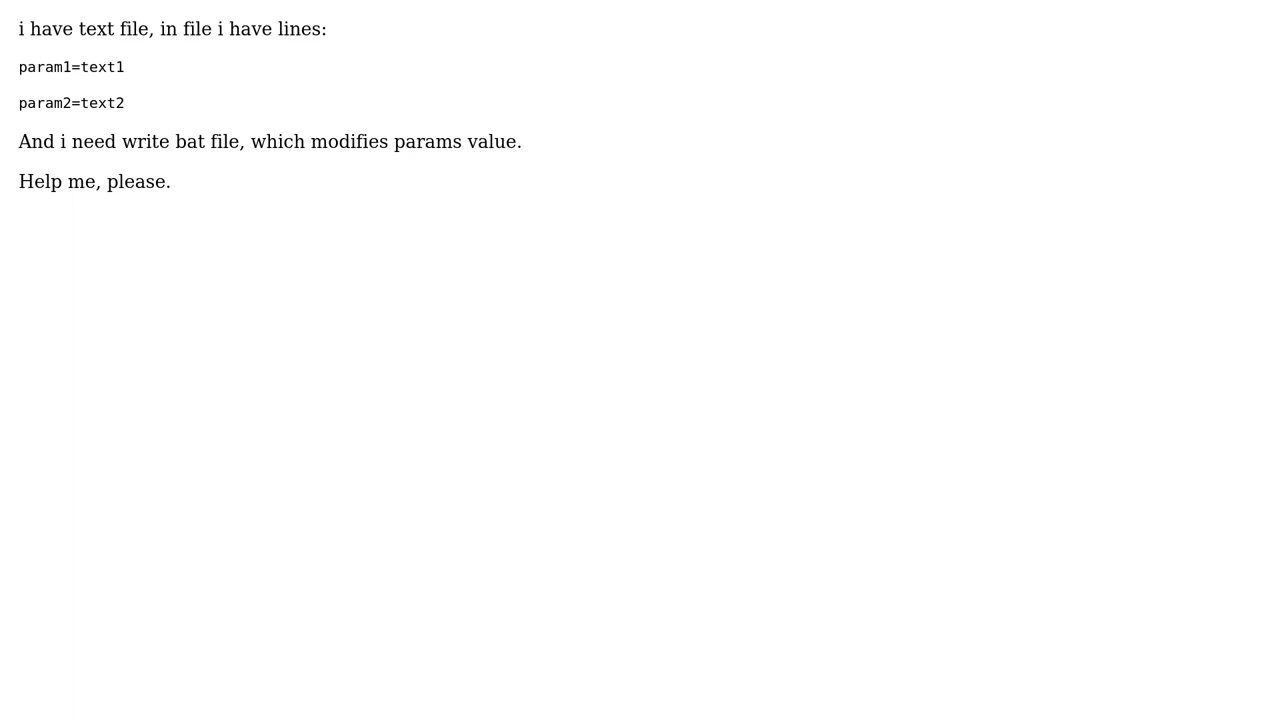 i have text file, in file i have lines:
param1=text1
param2=text2
And i need write bat file, which modifies params value.
Help me, please.